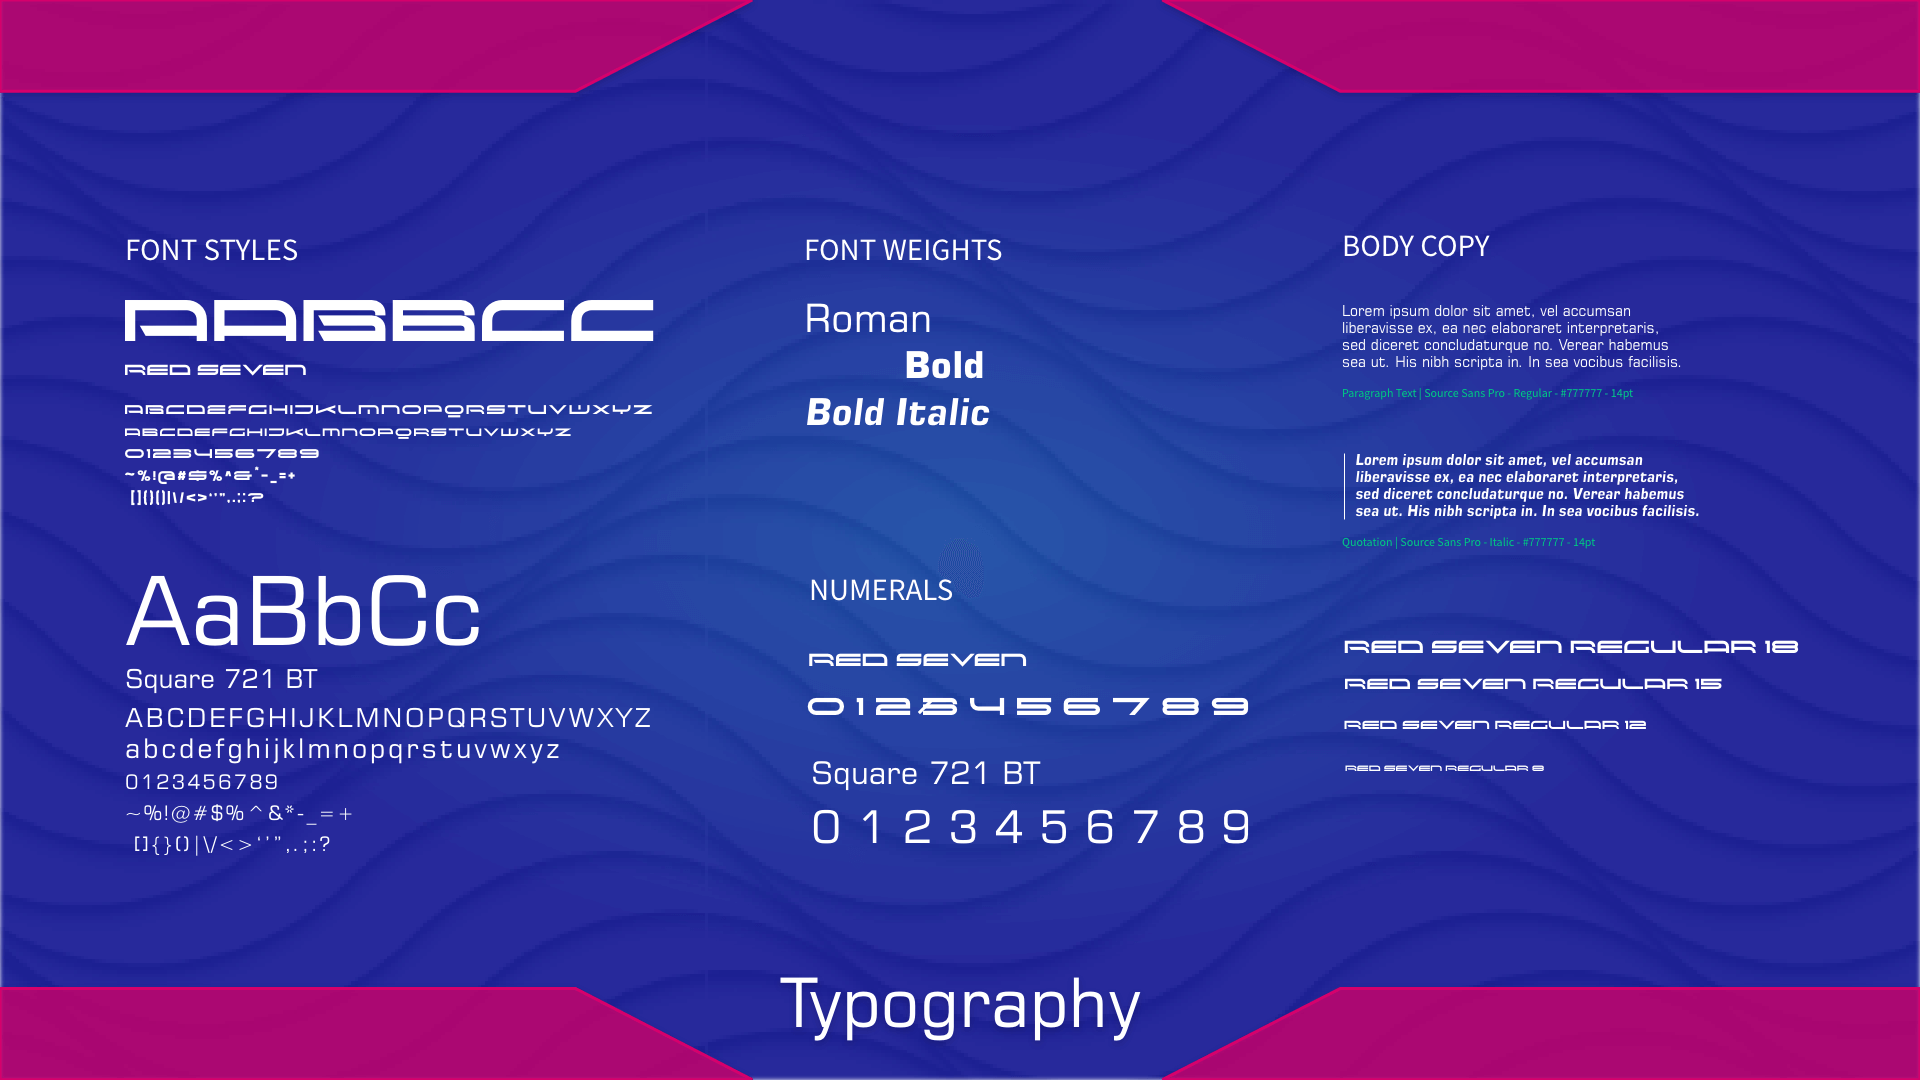 FONT STYLES
AABBCC
RED SEVEN
ABCDEFGHIJKLMNOPQRSTUVWXYZ
ABCDEFGHIJKLMNOPQRSTUVWXYZ
0123456789
~%!@#$%^&*-_=+
[]{}()|\/<>‘’”,.;:?
AaBbCc
Square 721 BT
ABCDEFGHIJKLMNOPQRSTUVWXYZ
abcdefghijklmnopqrstuvwxyz
0123456789
~%!@#$%^&*-_=+
[]{}()|\/<>‘’”,.;:?
FONT WEIGHTS
Roman
Bold
Bold Italic
NUMERALS
RED SEVEN
0 1 2 3 4 5 6 7 8 9
Square 721 BT
0 1 2 3 4 5 6 7 8 9
BODY COPY
Lorem ipsum dolor sit amet, vel accumsan
liberavisse ex, ea nec elaboraret interpretaris,
sed diceret concludaturque no. Verear habemus
sea ut. His nibh scripta in. In sea vocibus facilisis.
Paragraph Text | Source Sans Pro - Regular - #777777 - 14pt
Lorem ipsum dolor sit amet, vel accumsan
liberavisse ex, ea nec elaboraret interpretaris,
sed diceret concludaturque no. Verear habemus
sea ut. His nibh scripta in. In sea vocibus facilisis.
Quotation | Source Sans Pro - Italic - #777777 - 14pt
RED SEVEN REGULAR 18
RED SEVEN REGULAR 15
RED SEVEN REGULAR 12
RED SEVEN REGULAR 8
Typography